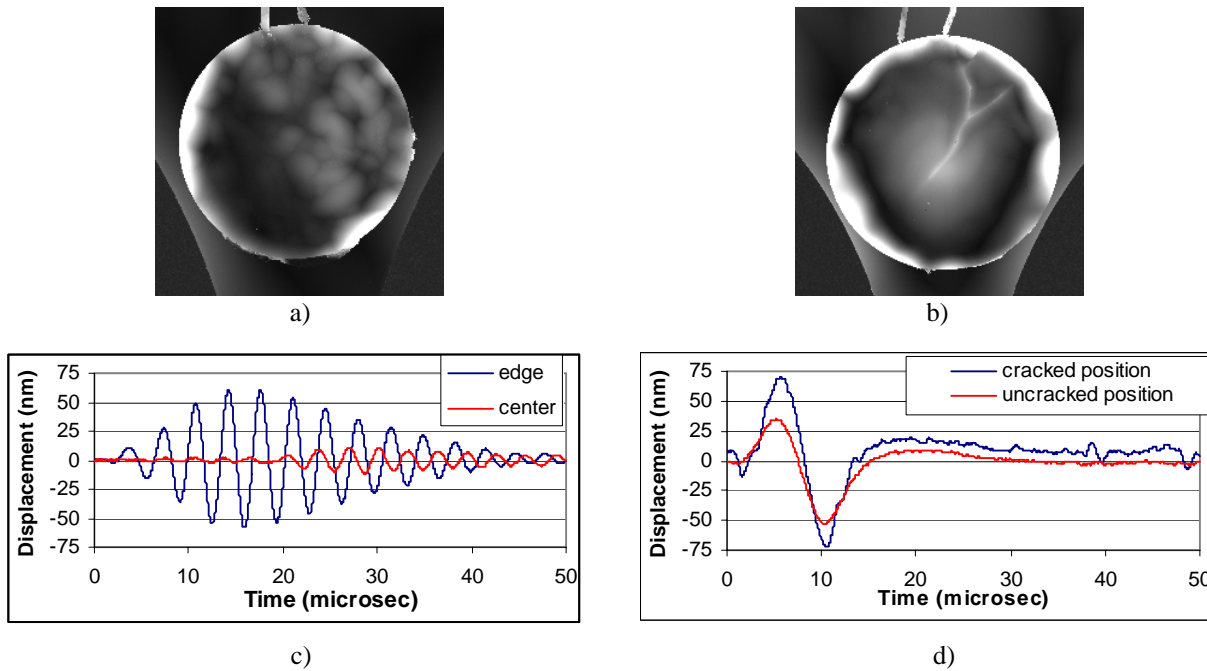 a)
b)
75
50
25
0
-25
-50
-75
Displacement (nm)
edge
center
0 10 20 30 40 50
Time (microsec)
75
50
25
0
-25
-50
-75
Displacement (nm)
cracked position
uncracked position
0 10 20 30 40 50
Time (microsec)
c)
d)